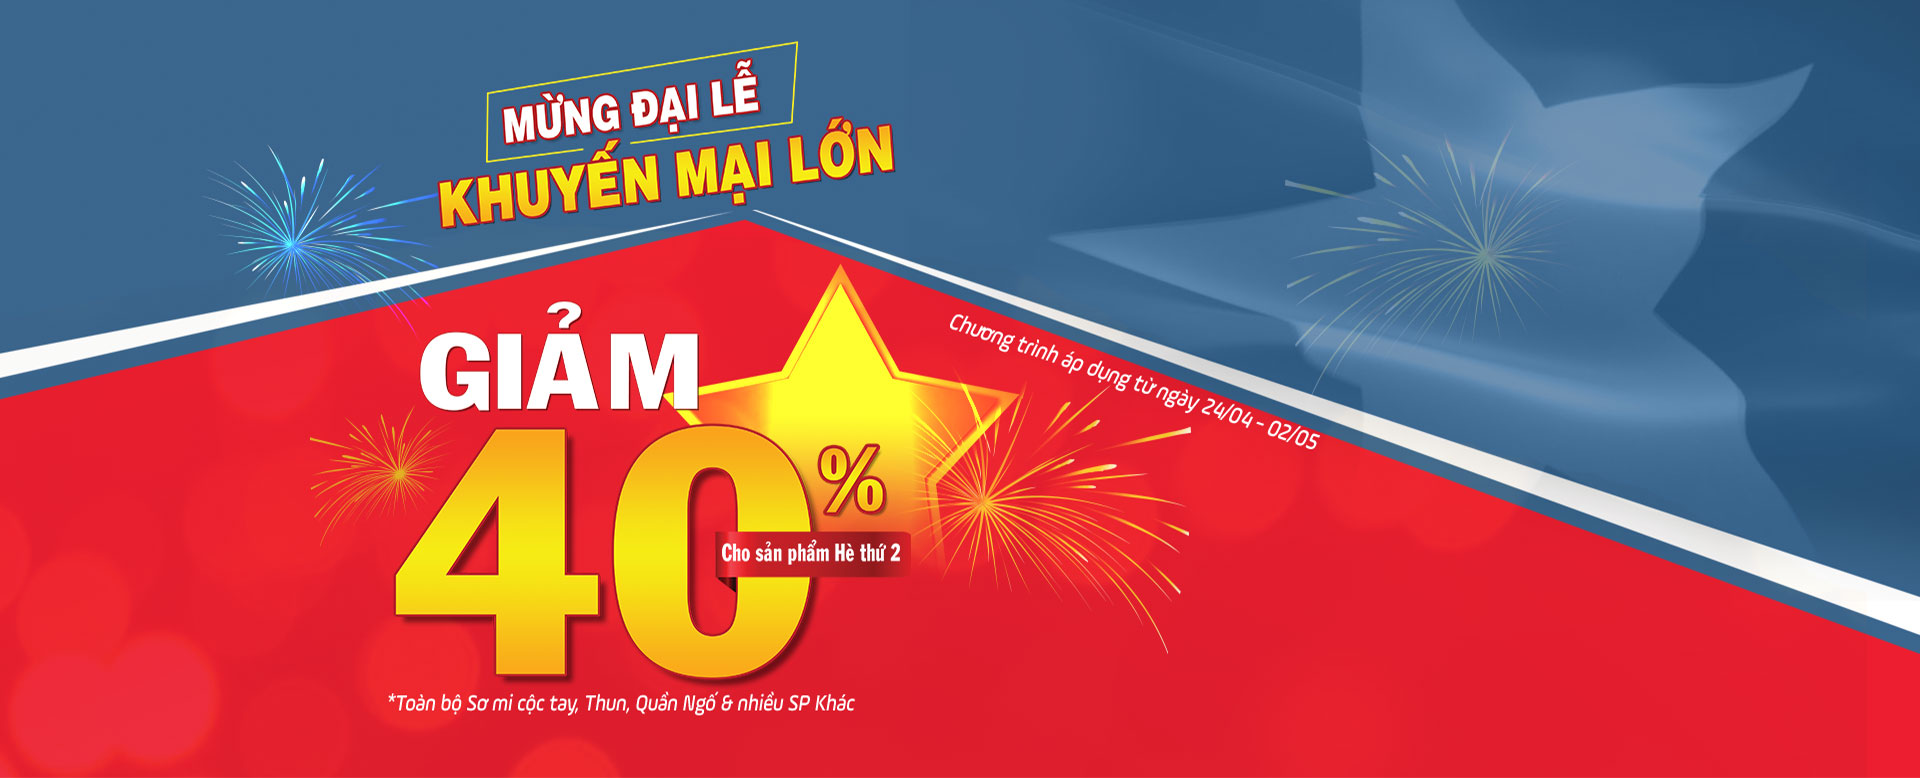 MỪNG ĐẠI LỄ
KHUYẾN MẠI LỚN
GIẢM
40%
Cho sản phẩm Hè thứ 2
*Toàn bộ Sơ mi cộc tay, Thun, Quần Ngố & nhiều SP Khác
Chương trình áp dụng từ ngày 24/04 - 02/05